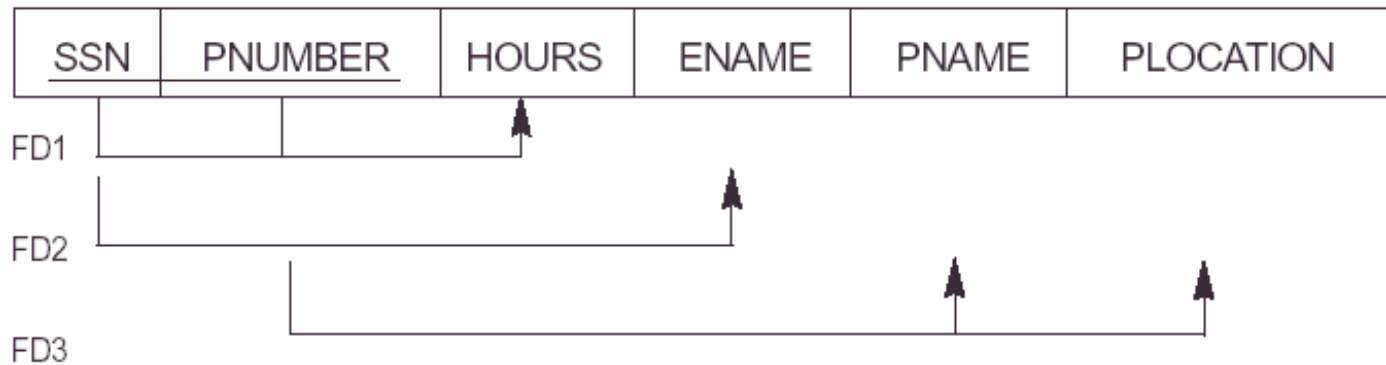 SSN PNUMBER HOURS ENAME PNAME PLOCATION
FD1
FD2
FD3